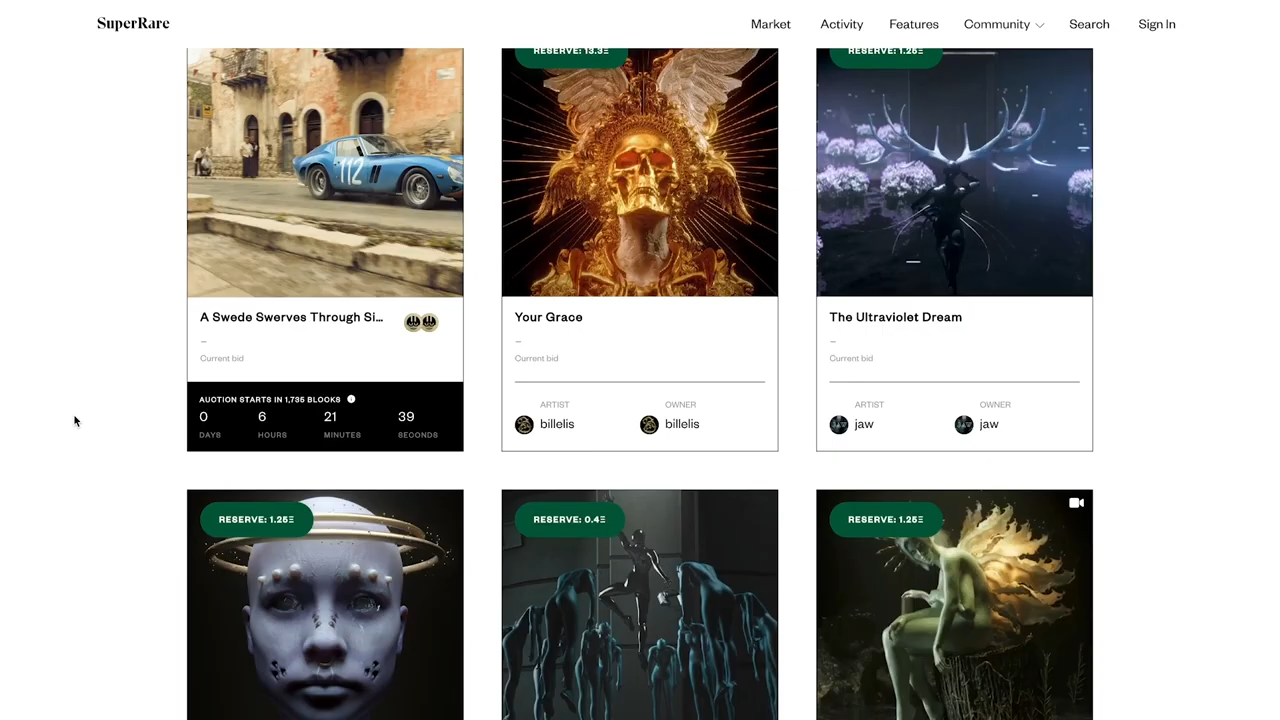 SuperRare
Market Activity Features Community Search Sign In
RESERVE: 13.3Ξ
RESERVE: 1.25Ξ
112
A Swede Swerves Through Si...
–
Current bid
AUCTION STARTS IN 1,735 BLOCKS
0 6 21 39
DAYS HOURS MINUTES SECONDS
Your Grace
–
Current bid
ARTIST OWNER
billelis billelis
The Ultraviolet Dream
–
Current bid
ARTIST OWNER
jaw jaw
RESERVE: 1.25Ξ
RESERVE: 0.4Ξ
RESERVE: 1.25Ξ